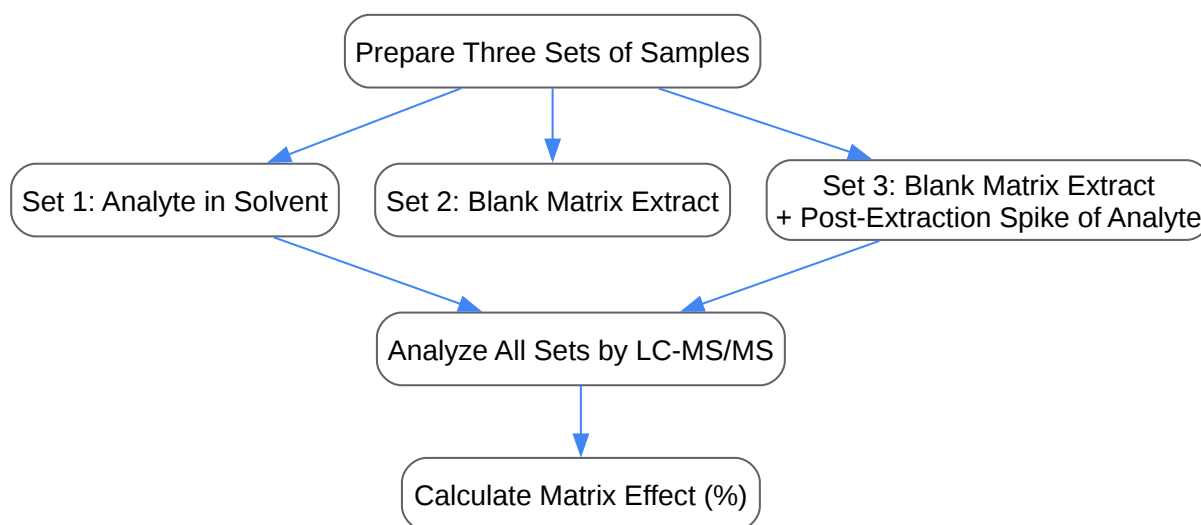 Prepare Three Sets of Samples
Set 1: Analyte in Solvent
Set 2: Blank Matrix Extract
Set 3: Blank Matrix Extract
+ Post-Extraction Spike of Analyte
Analyze All Sets by LC-MS/MS
Calculate Matrix Effect (%)